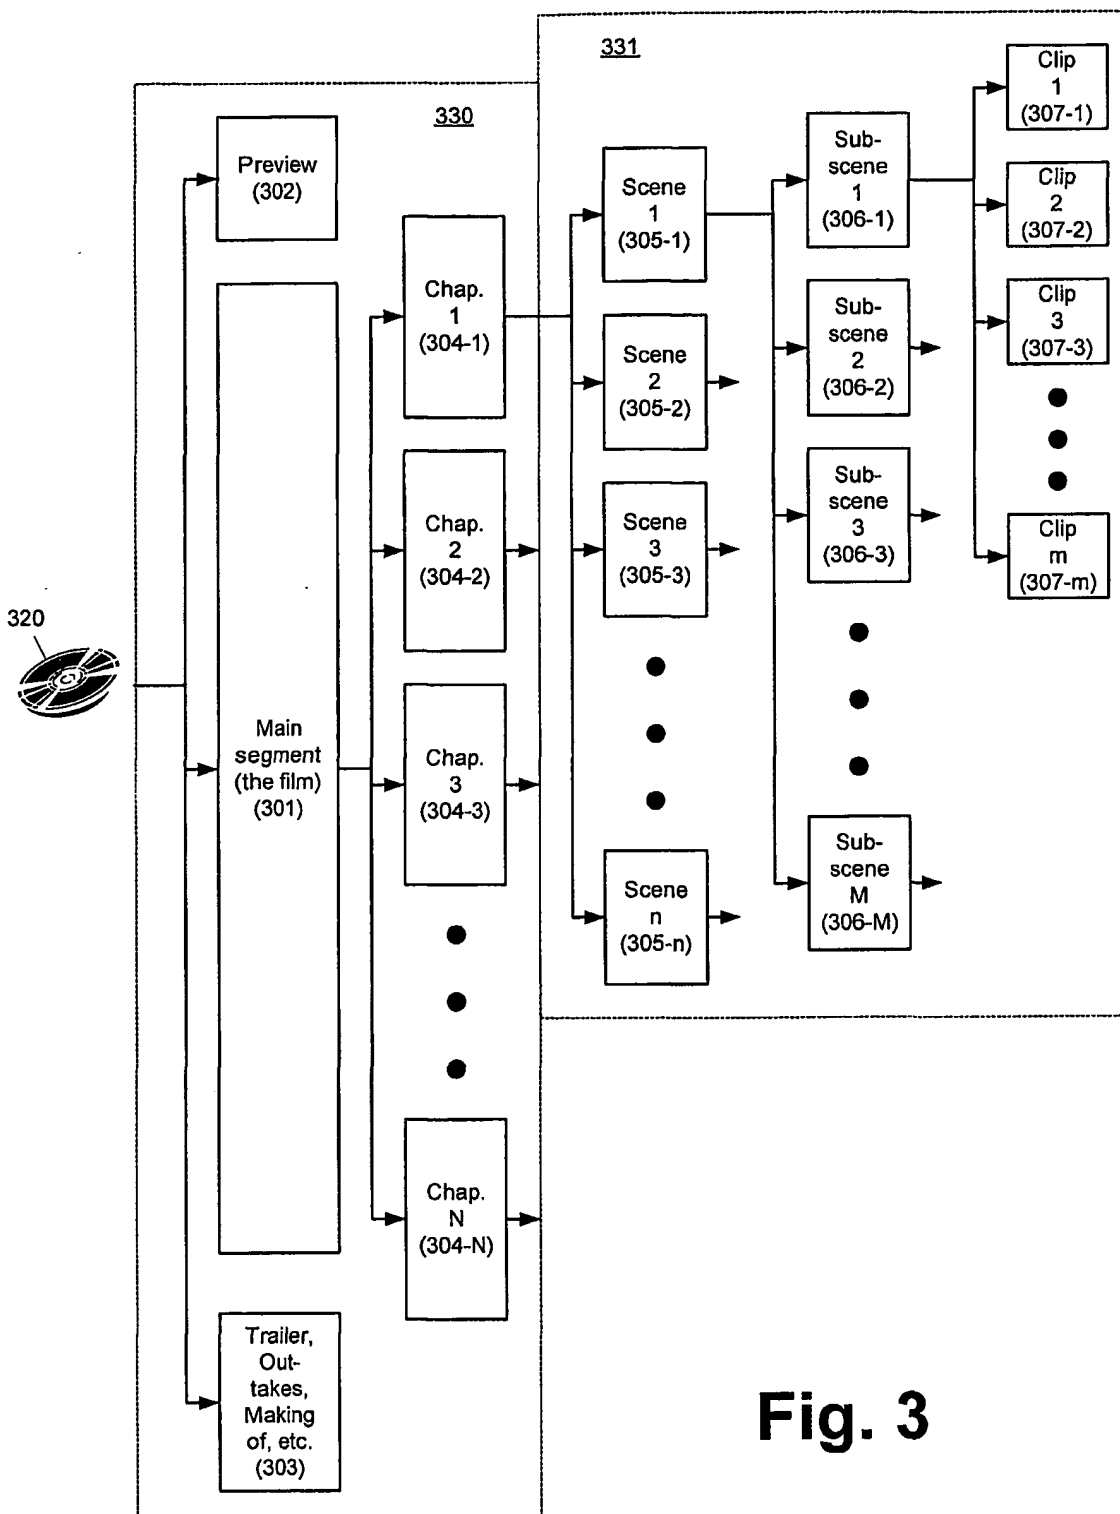 331
Clip
1
(307-1)
330
Preview
(302)
Sub-
scene
1
(306-1)
Scene
1
(305-1)
Clip
2
(307-2)
Chap.
1
(304-1)
Clip
3
(307-3)
Sub-
scene
2
(306-2)
Scene
2
(305-2)
Chap.
2
(304-2)
Scene
3
(305-3)
Sub-
scene
3
(306-3)
Clip
m
(307-m)
320
Main
segment
(the film)
(301)
Chap.
3
(304-3)
Scene
n
(305-n)
Sub-
scene
M
(306-M)
Chap.
N
(304-N)
Trailer,
Out-
takes,
Making
of, etc.
(303)
Fig. 3